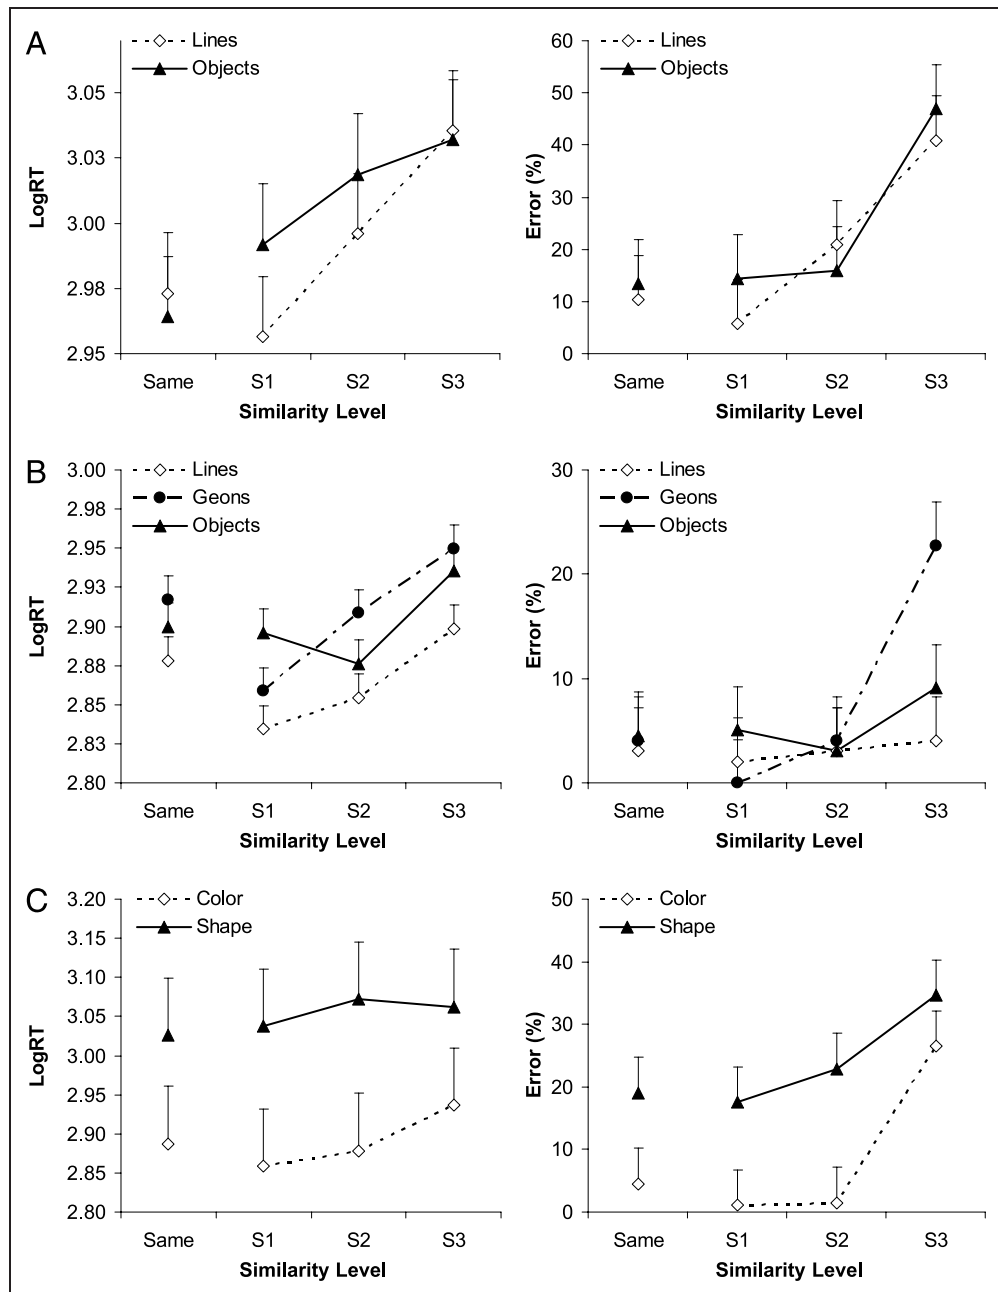 A
Lines
Objects
3.05
3.03
3.00
2.98
2.95
LogRT
Same S1 S2 S3
Similarity Level
Lines
Objects
60
50
40
30
20
10
0
Error (%)
Same S1 S2 S3
Similarity Level
B
Lines
Geons
Objects
3.00
2.98
2.95
2.93
2.90
2.88
2.85
2.83
2.80
LogRT
Same S1 S2 S3
Similarity Level
Lines
Geons
Objects
30
20
10
0
Error (%)
Same S1 S2 S3
Similarity Level
C
Color
Shape
3.20
3.15
3.10
3.05
3.00
2.95
2.90
2.85
2.80
LogRT
Same S1 S2 S3
Similarity Level
Color
Shape
50
40
30
20
10
0
Error (%)
Same S1 S2 S3
Similarity Level